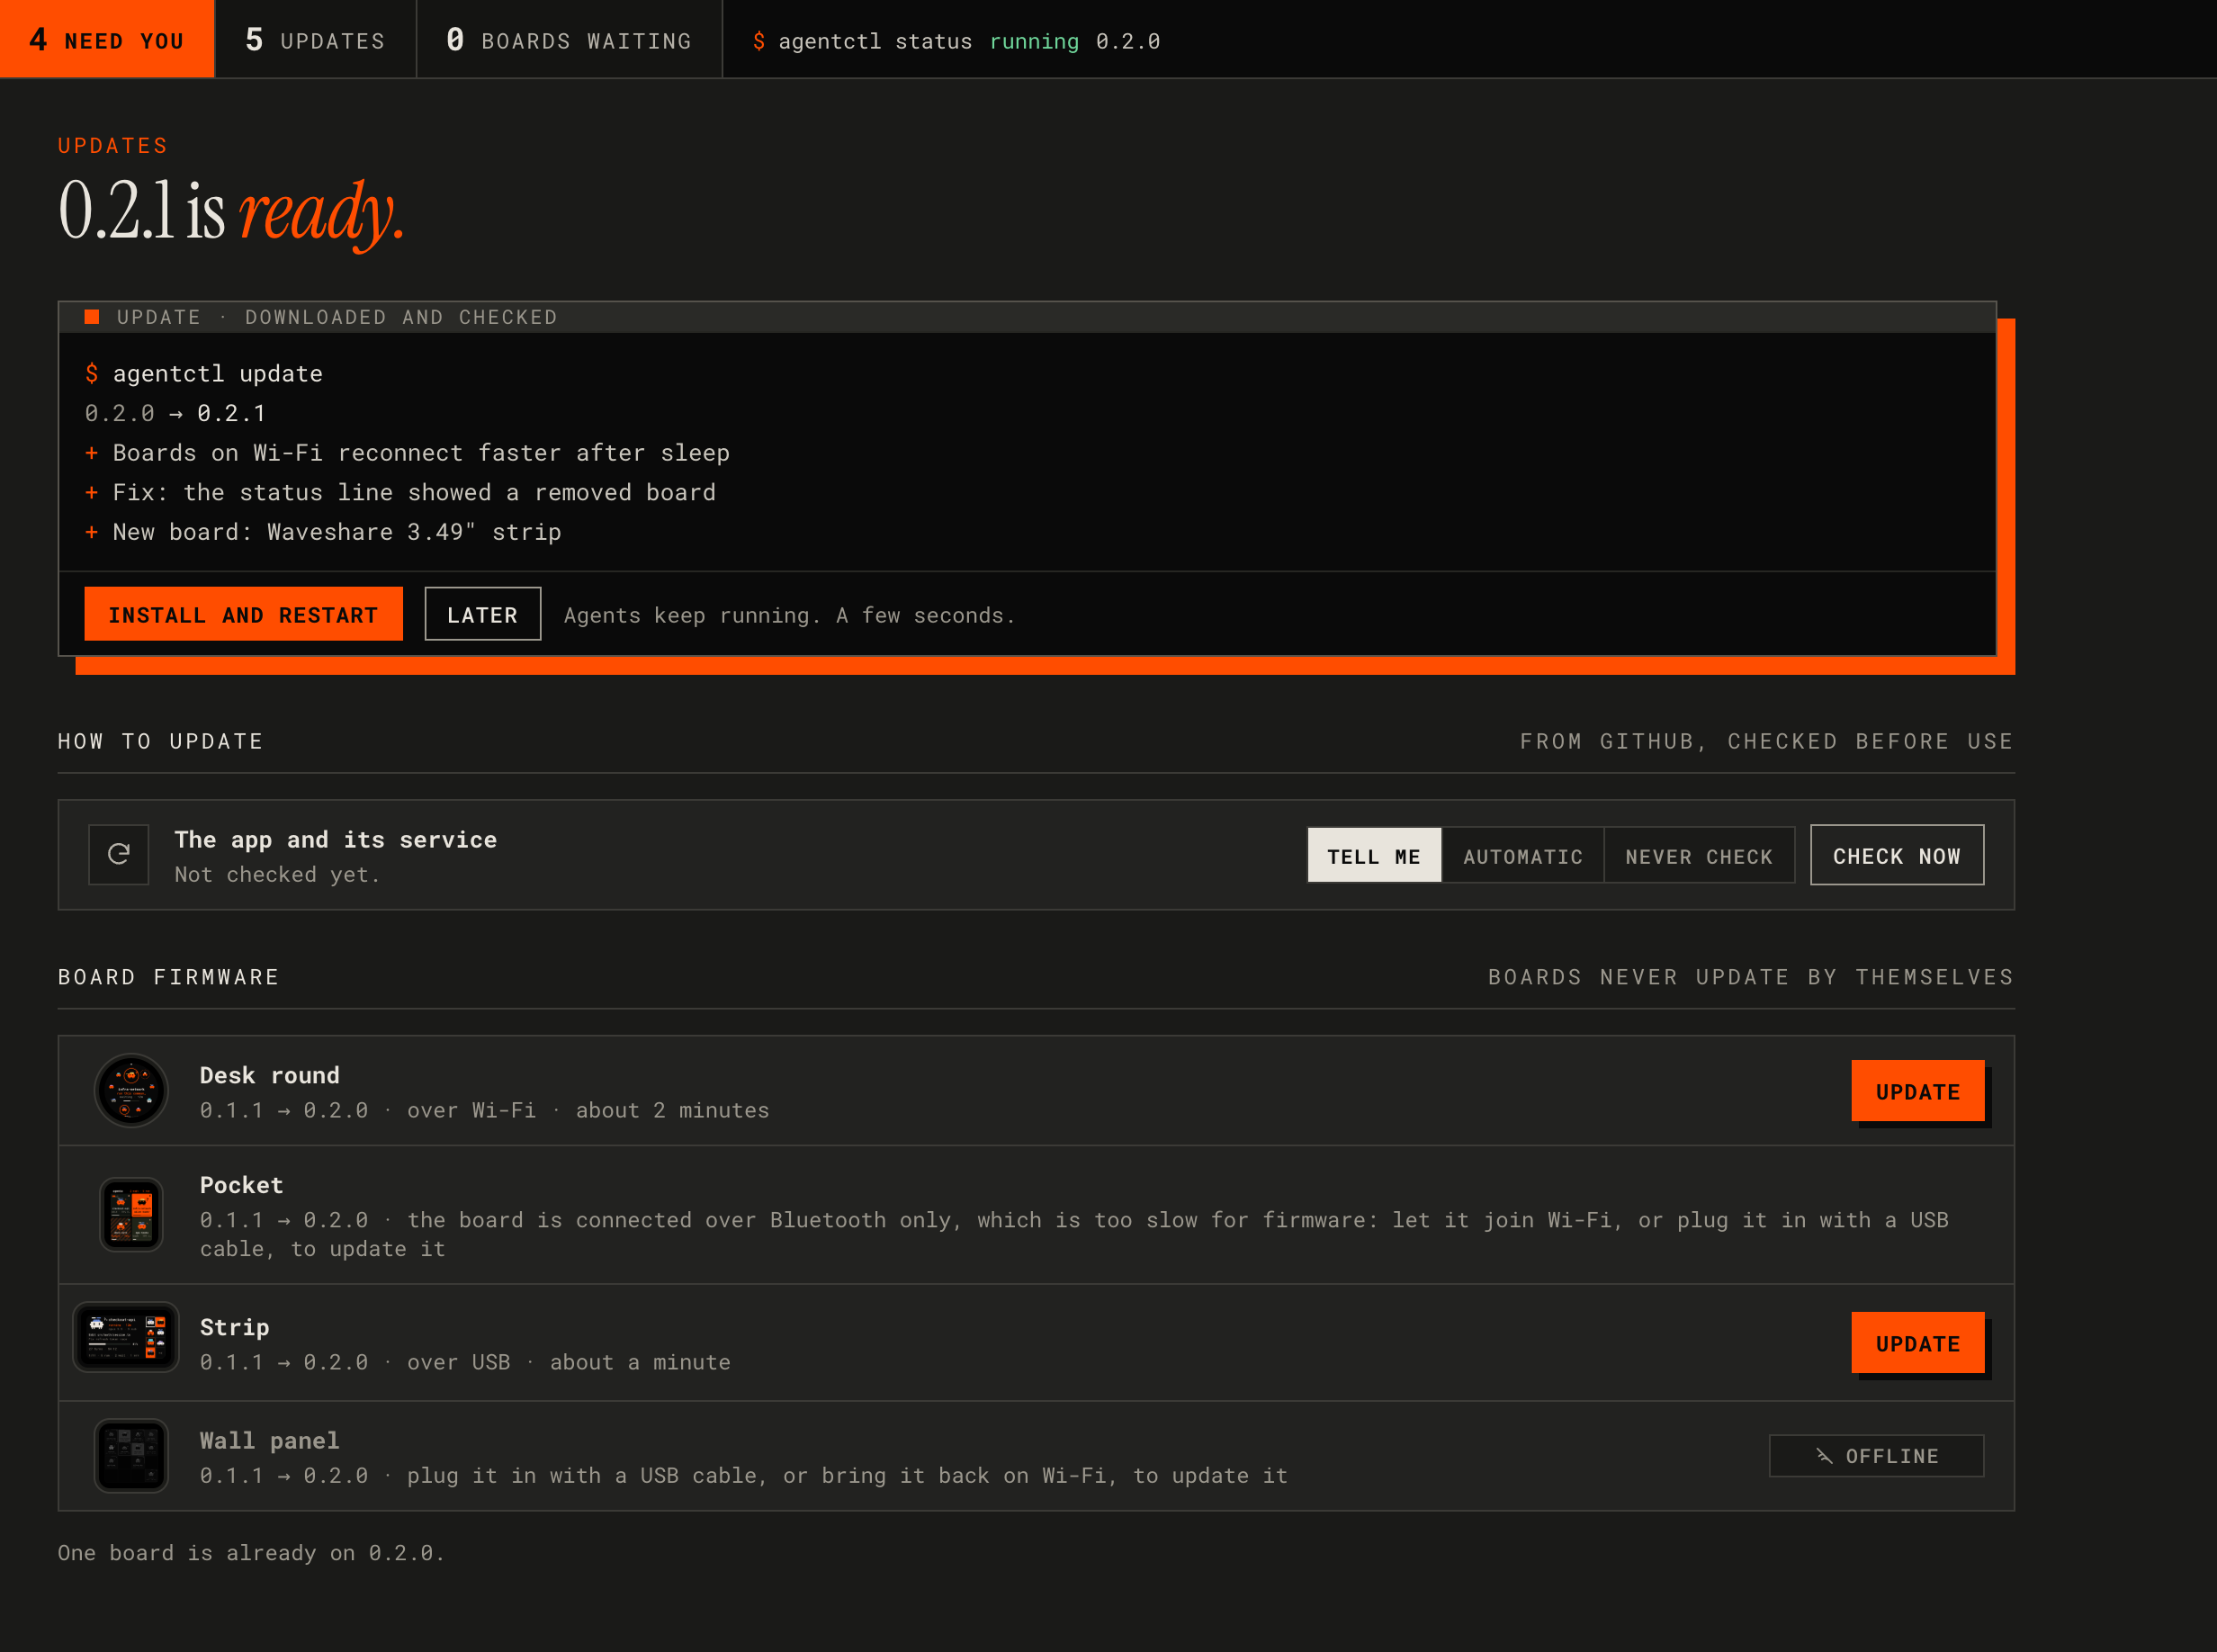 4 NEED YOU
5 UPDATES
0 BOARDS WAITING
$ agentctl status running 0.2.0
UPDATES
0.2.1 is ready.
UPDATE · DOWNLOADED AND CHECKED
$ agentctl update
0.2.0 → 0.2.1
+ Boards on Wi-Fi reconnect faster after sleep
+ Fix: the status line showed a removed board
+ New board: Waveshare 3.49" strip
INSTALL AND RESTART
LATER
Agents keep running. A few seconds.
HOW TO UPDATE
FROM GITHUB, CHECKED BEFORE USE
The app and its service
Not checked yet.
TELL ME
AUTOMATIC
NEVER CHECK
CHECK NOW
BOARD FIRMWARE
BOARDS NEVER UPDATE BY THEMSELVES
Desk round
0.1.1 → 0.2.0 · over Wi-Fi · about 2 minutes
UPDATE
Pocket
0.1.1 → 0.2.0 · the board is connected over Bluetooth only, which is too slow for firmware: let it join Wi-Fi, or plug it in with a USB
cable, to update it
Strip
0.1.1 → 0.2.0 · over USB · about a minute
UPDATE
Wall panel
0.1.1 → 0.2.0 · plug it in with a USB cable, or bring it back on Wi-Fi, to update it
OFFLINE
One board is already on 0.2.0.